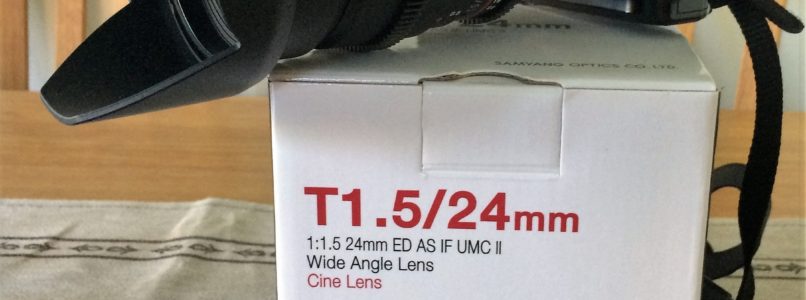 24mm
SAMYANG OPTICS CO., LTD.
T1.5/24mm
1:1.5 24mm ED AS IF UMC II
Wide Angle Lens
Cine Lens